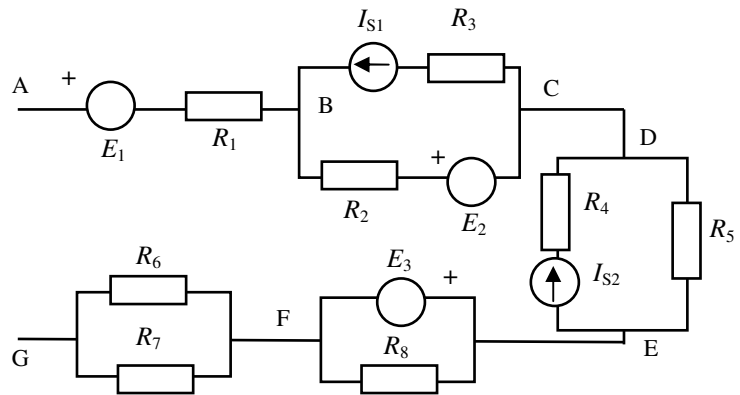 I_S1
R_3
A
+
C
B
E_1
R_1
D
+
R_4
R_2
E_2
R_5
R_6
E_3
+
I_S2
F
G
R_7
R_8
E